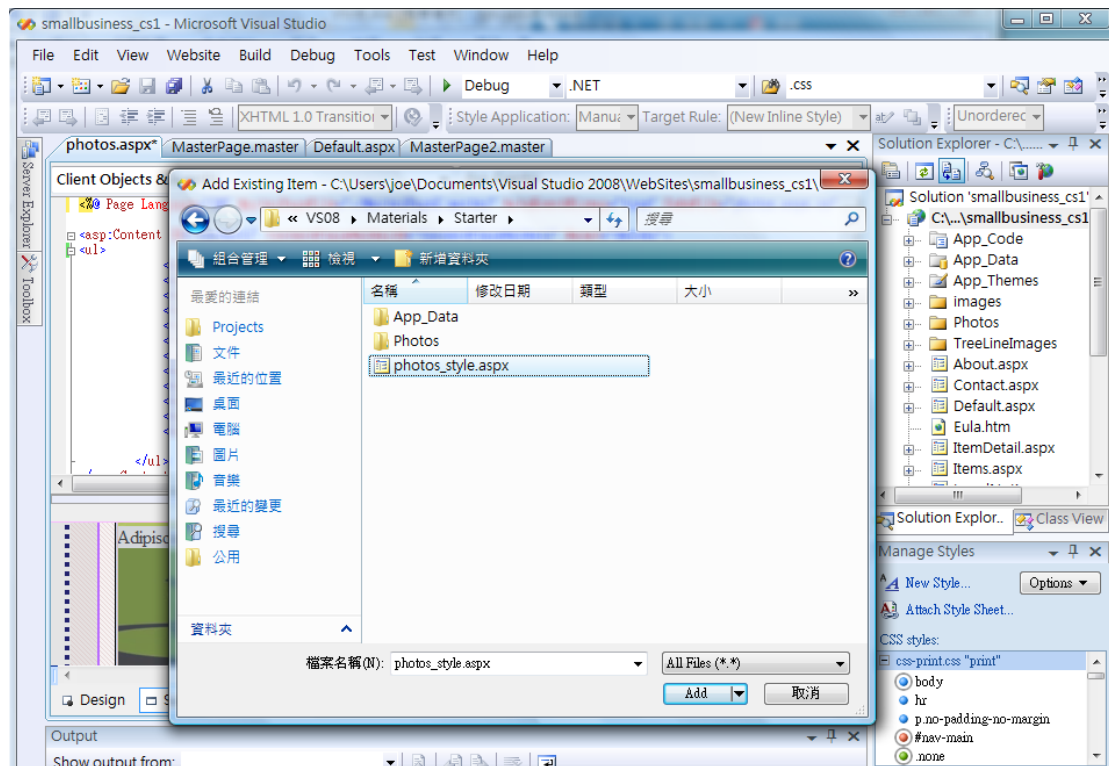 smallbusiness_cs1 - Microsoft Visual Studio
File Edit View Website Build Debug Tools Test Window Help
Debug .NET .css
XHTML 1.0 Transition Style Application: Manua Target Rule: (New Inline Style) Unorderec
Server Explorer
Toolbox
photos.aspx* MasterPage.master Default.aspx MasterPage2.master
Client Objects &
<%@ Page Lang
<asp:Content
<ul>
</ul>
Adipisc
Design
Add Existing Item - C:\Users\joe\Documents\Visual Studio 2008\WebSites\smallbusiness_cs1\
« VS08 Materials Starter 搜尋
組合管理 檢視 新增資料夾
最愛的連結
Projects
文件
最近的位置
桌面
電腦
圖片
音樂
最近的變更
搜尋
公用
資料夾
名稱 修改日期 類型 大小 »
App_Data
Photos
photos_style.aspx
檔案名稱(N): photos_style.aspx All Files (*.*)
Add 取消
Output
Show output from:
Solution Explorer - C:\......
Solution 'smallbusiness_cs1'
C:\...\smallbusiness_cs1
App_Code
App_Data
App_Themes
images
Photos
TreeLineImages
About.aspx
Contact.aspx
Default.aspx
Eula.htm
ItemDetail.aspx
Items.aspx
Solution Explor.. Class View
Manage Styles
New Style... Options
Attach Style Sheet...
CSS styles:
css-print.css "print"
body
hr
p.no-padding-no-margin
#nav-main
.none